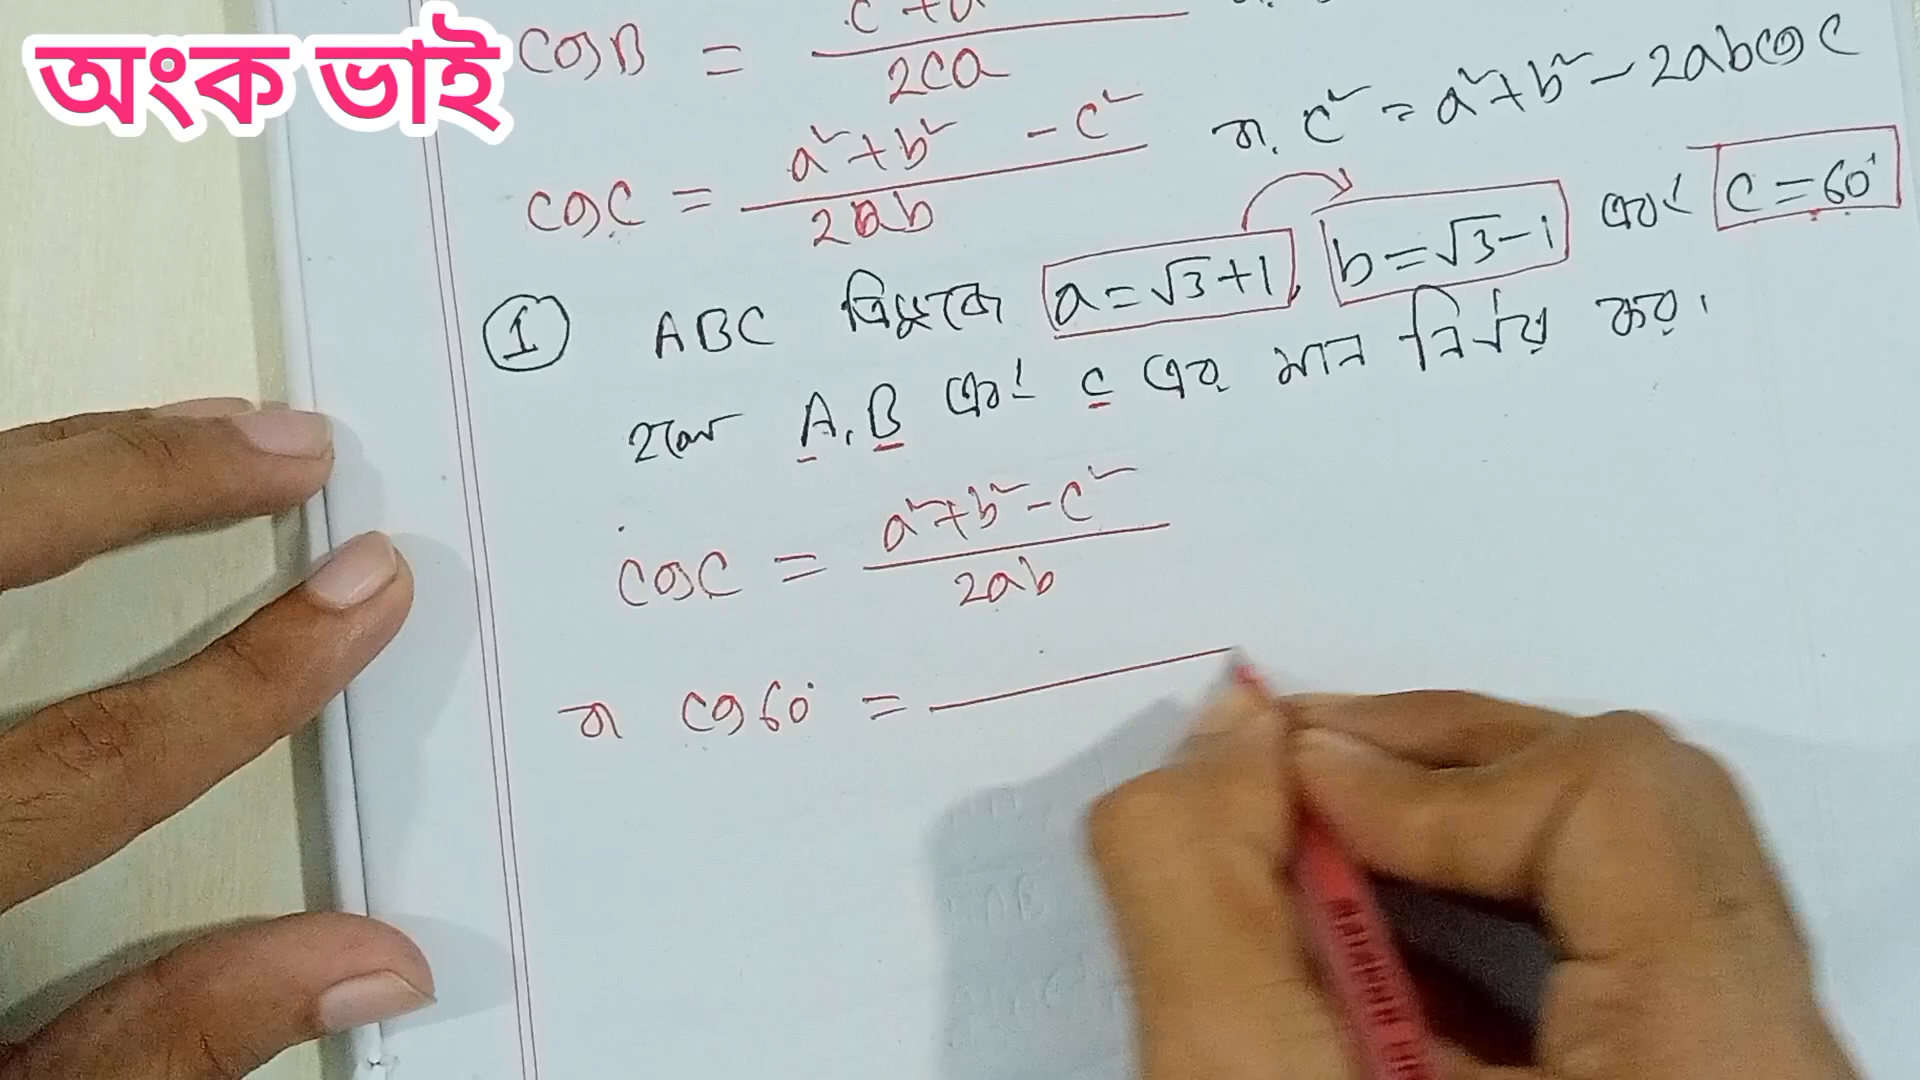 অংক ভাই
cosB = c²+a² / 2ca
cosC = a²+b² - c² / 2ab বা, c² = a²+b²-2abcosC
① ABC ত্রিভুজে a=√3+1, b=√3-1 এবং C=60°
হলে A, B এবং c এর মান নির্ণয় কর।
cosC = a²+b²-c² / 2ab
বা cos60° =